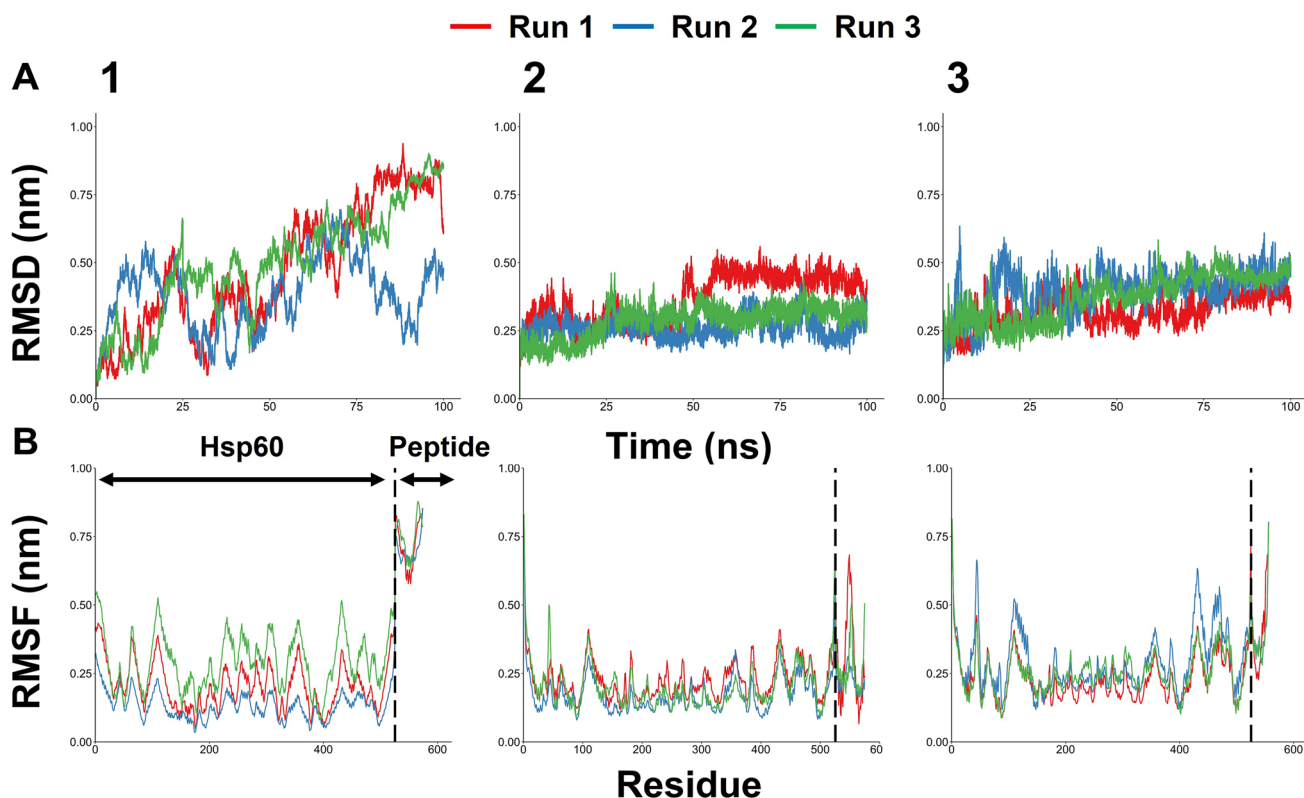 Run 1 Run 2 Run 3
A 1 2 3
RMSD (nm)
1.00 1.00 1.00
0.75 0.75 0.75
0.50 0.50 0.50
0.25 0.25 0.25
0.00 0.00 0.00
0 25 50 75 100 0 25 50 75 100 0 25 50 75 100
Time (ns)
B Hsp60 Peptide
RMSF (nm)
1.00 1.00 1.00
0.75 0.75 0.75
0.50 0.50 0.50
0.25 0.25 0.25
0.00 0.00 0.00
0 200 400 600 0 100 200 300 400 500 60 0 200 400 600
Residue